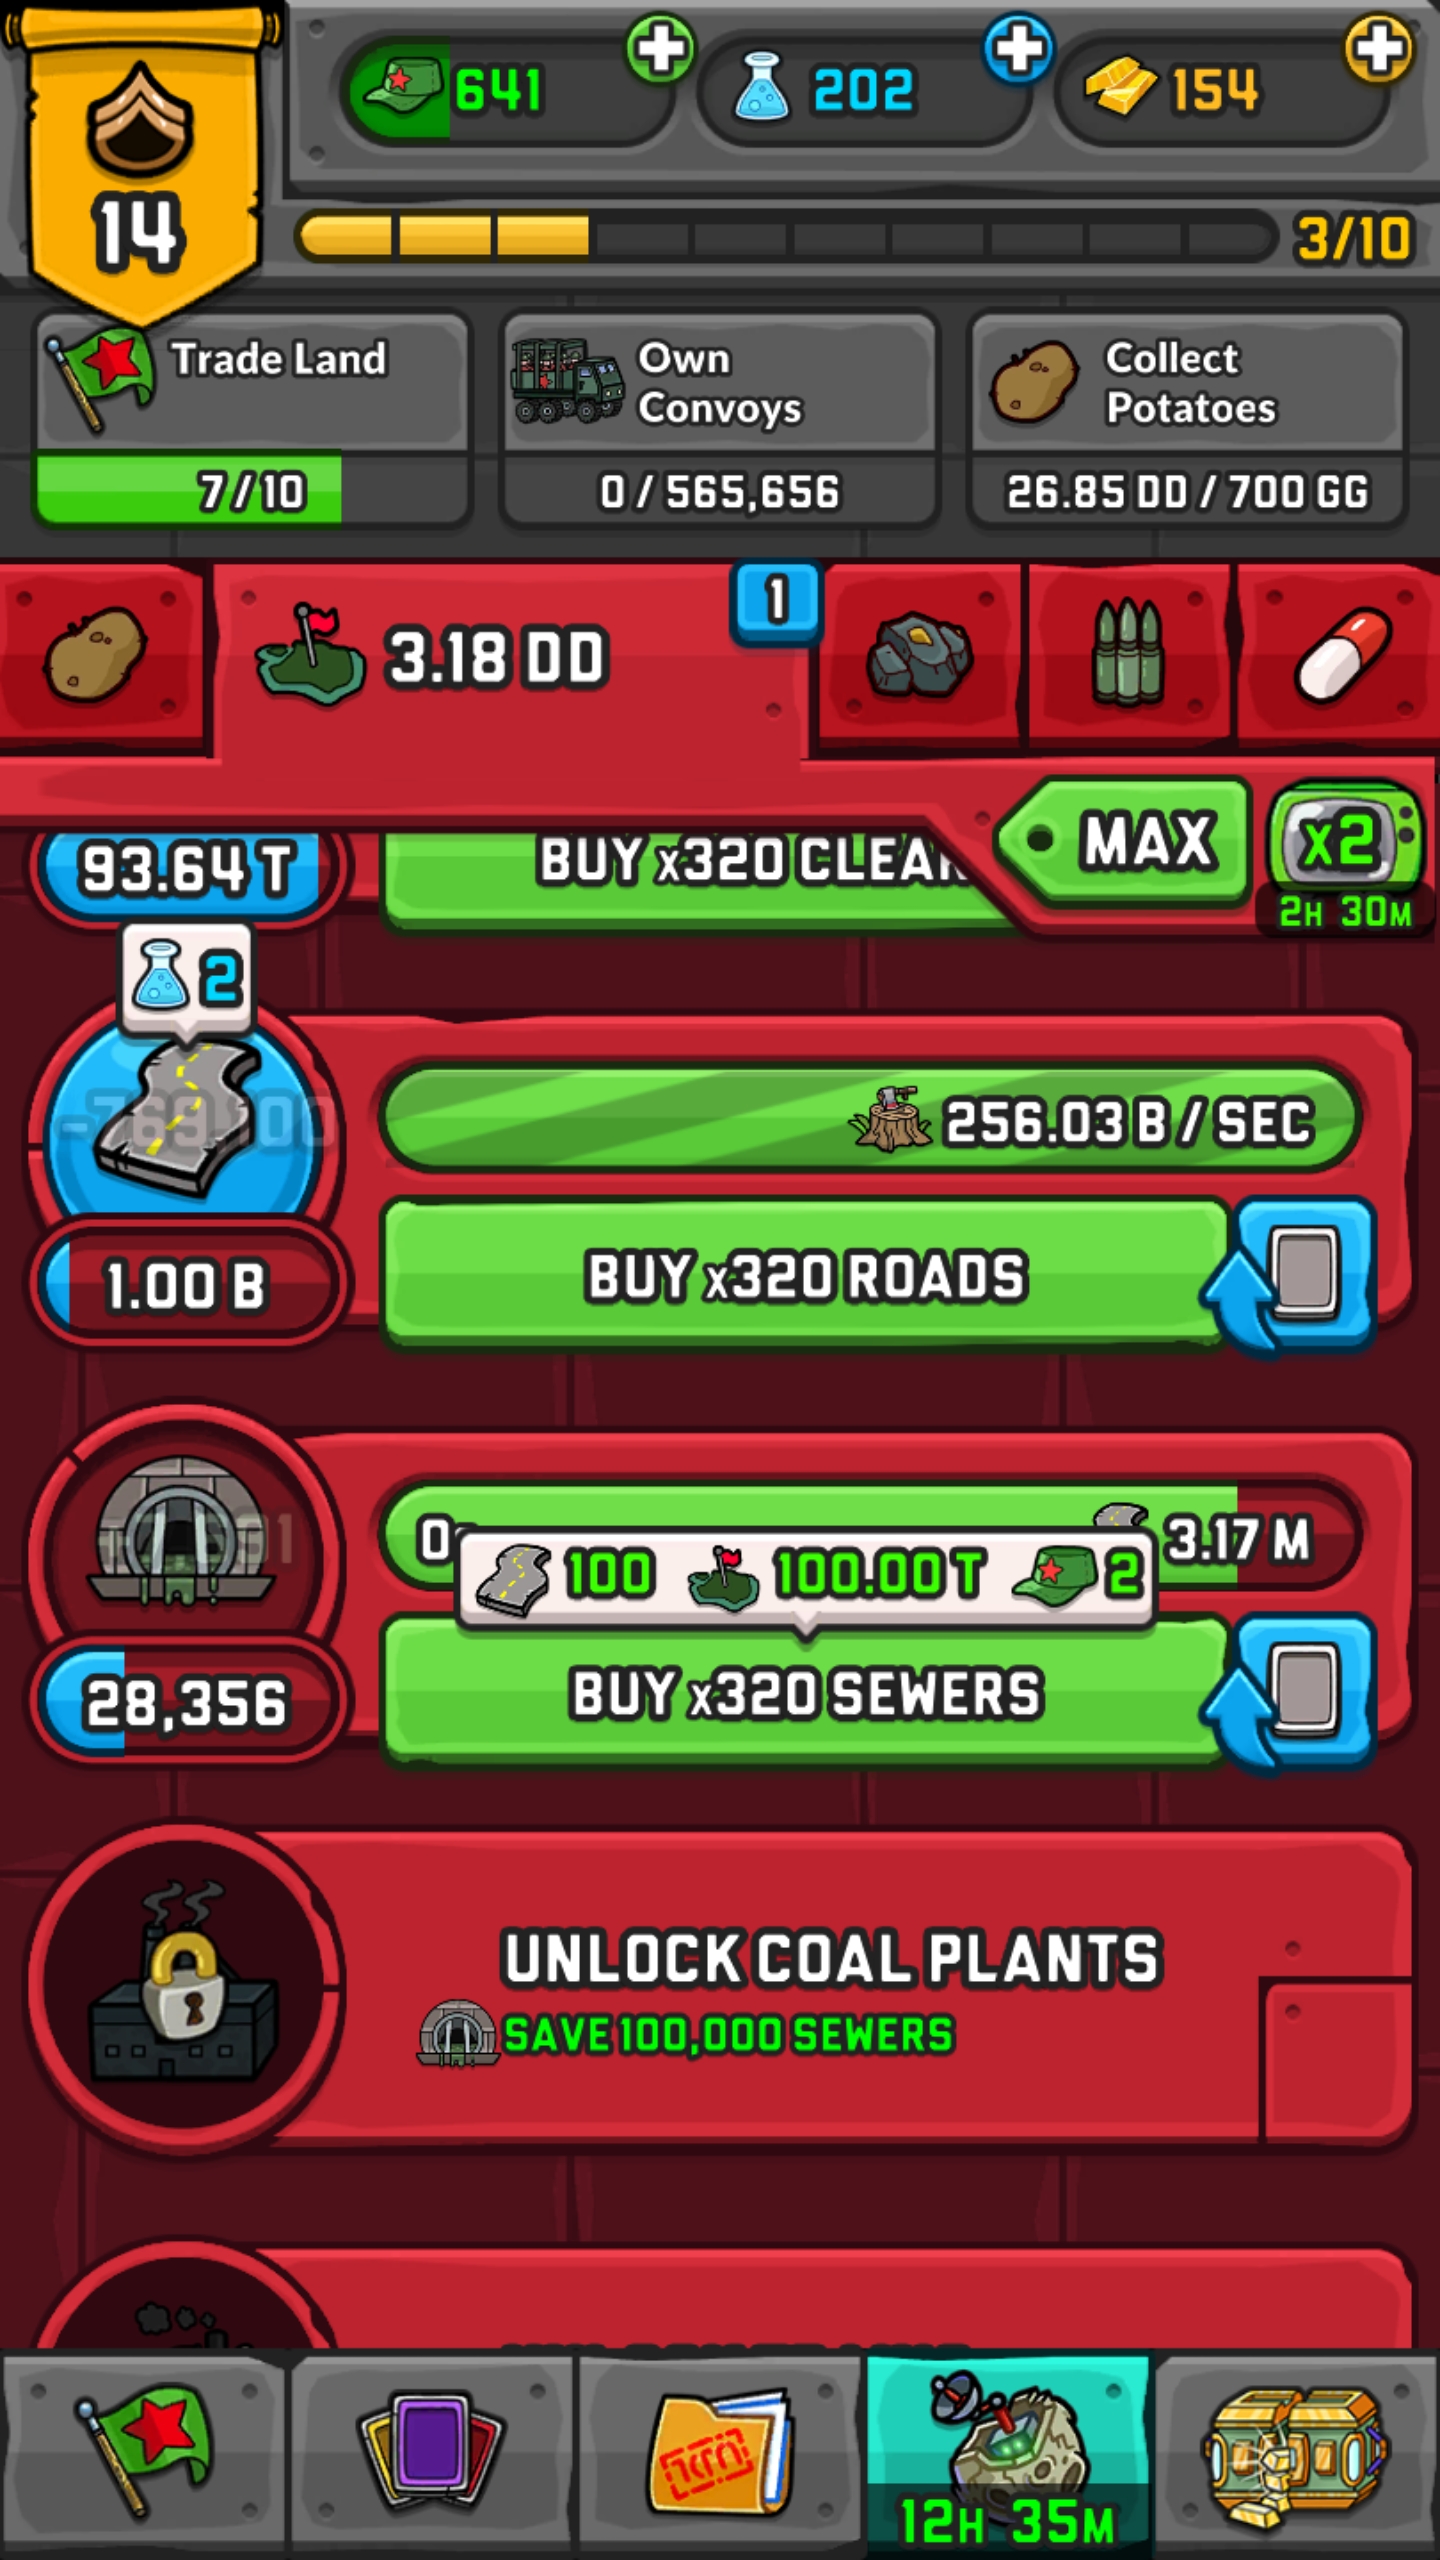 641
202
154
14
3/10
Trade Land
7/10
Own
Convoys
0 / 565,656
Collect
Potatoes
26.85 DD / 700 GG
3.18 DD
1
MAX
x2
2H 30M
93.64 T
BUY x320 CLEAR
2
256.03 B / SEC
1.00 B
BUY x320 ROADS
0
3.17 M
100
100.00 T
2
28,356
BUY x320 SEWERS
UNLOCK COAL PLANTS
SAVE 100,000 SEWERS
12H 35M